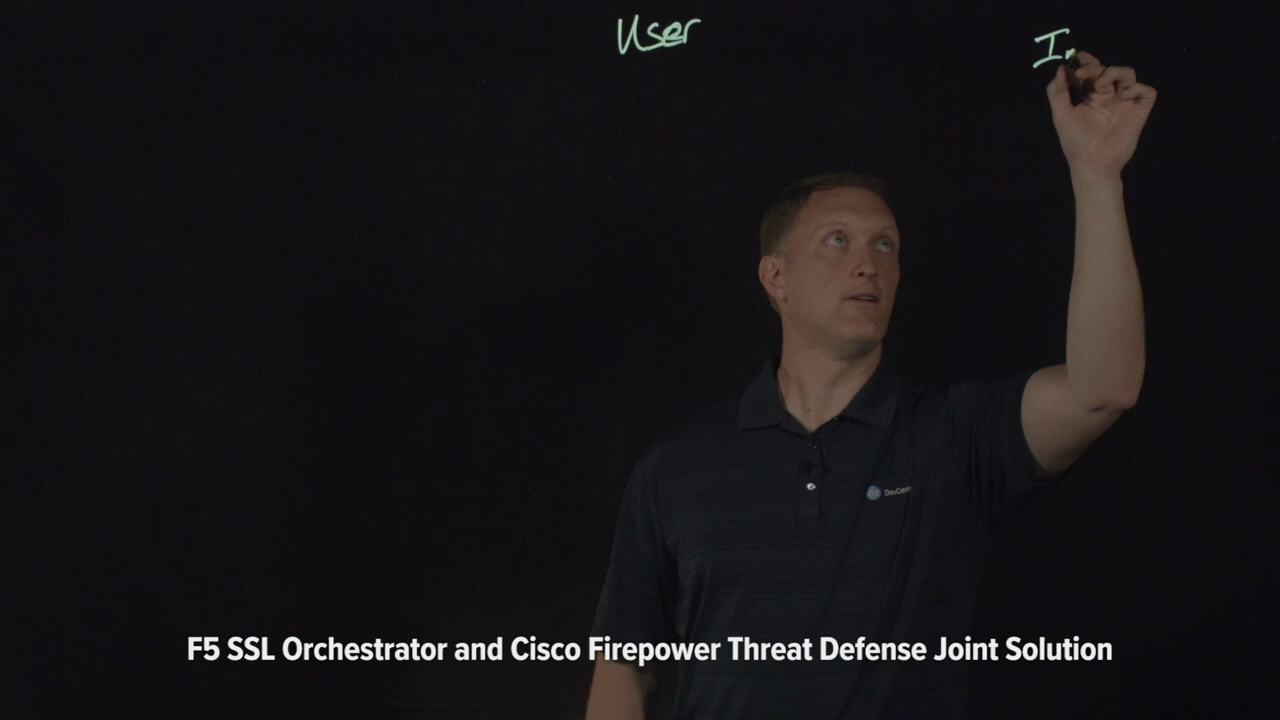 User
I
F5 SSL Orchestrator and Cisco Firepower Threat Defense Joint Solution